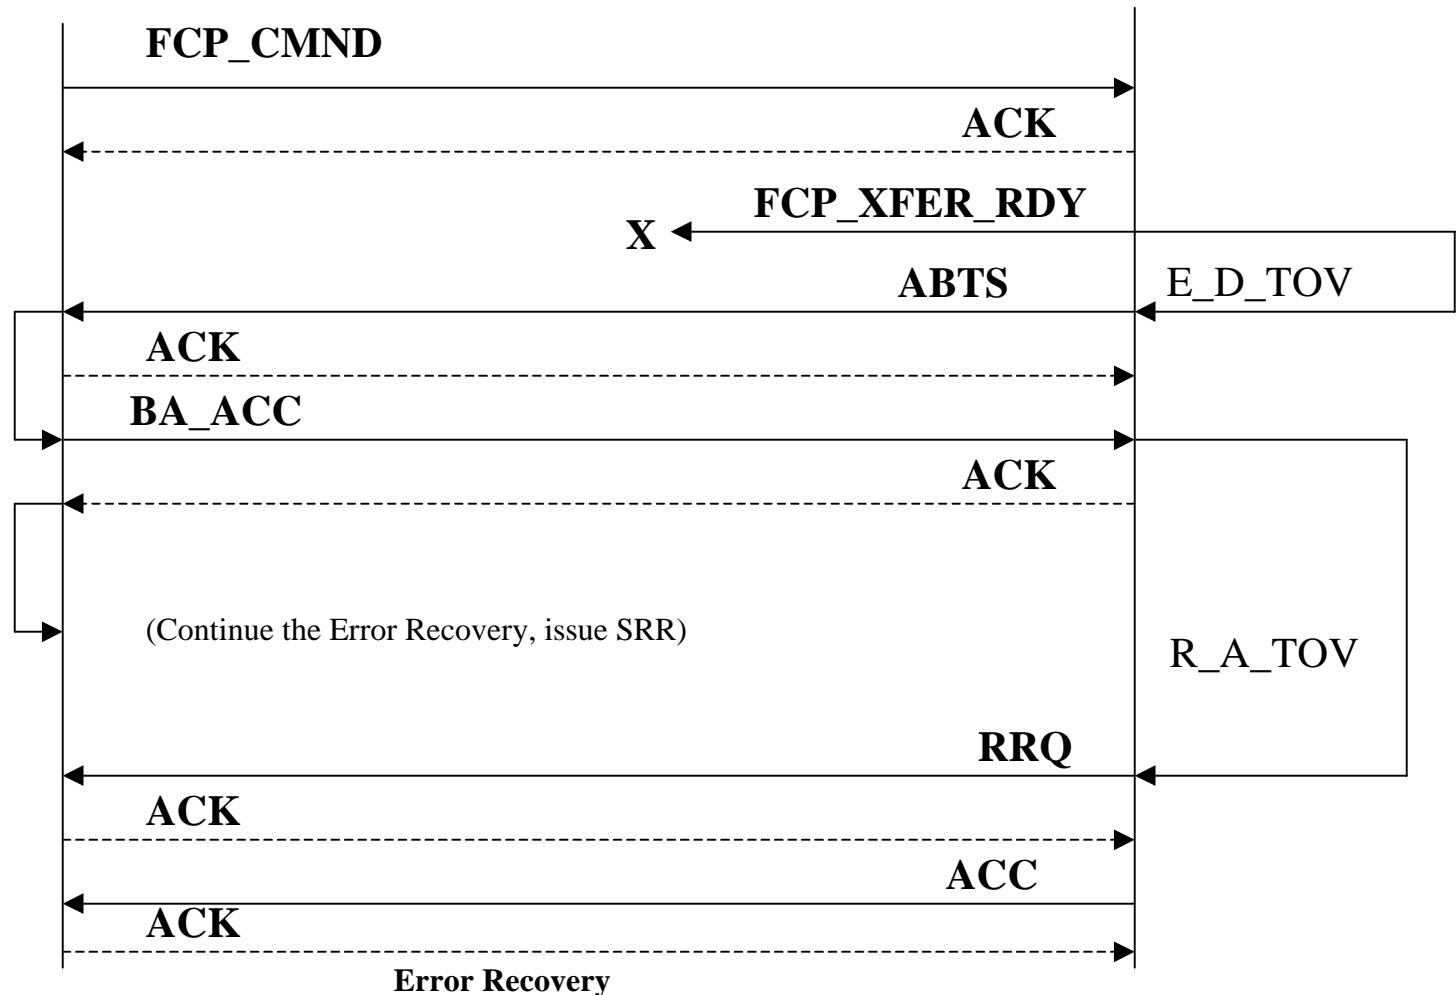 FCP_CMND
ACK
FCP_XFER_RDY
X
ABTS
E_D_TOV
ACK
BA_ACC
ACK
(Continue the Error Recovery, issue SRR)
R_A_TOV
RRQ
ACK
ACC
ACK
Error Recovery